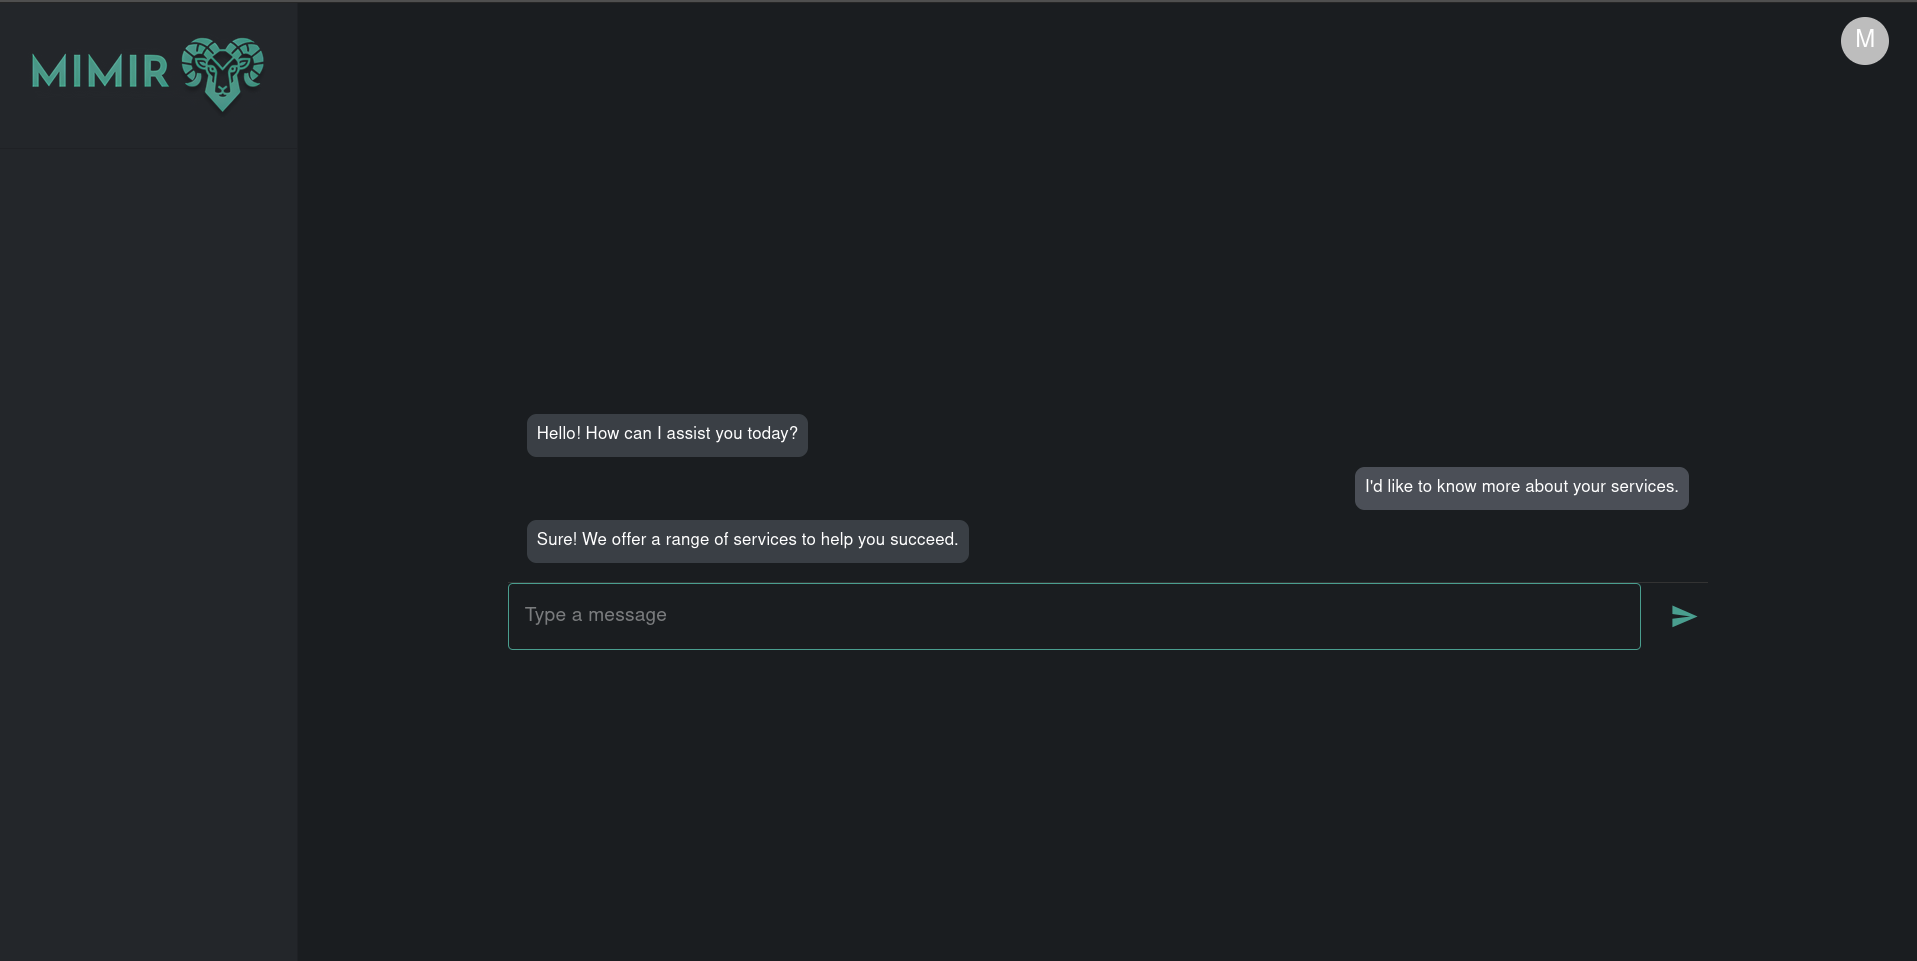 MIMIR
M
Hello! How can I assist you today?
I'd like to know more about your services.
Sure! We offer a range of services to help you succeed.
Type a message